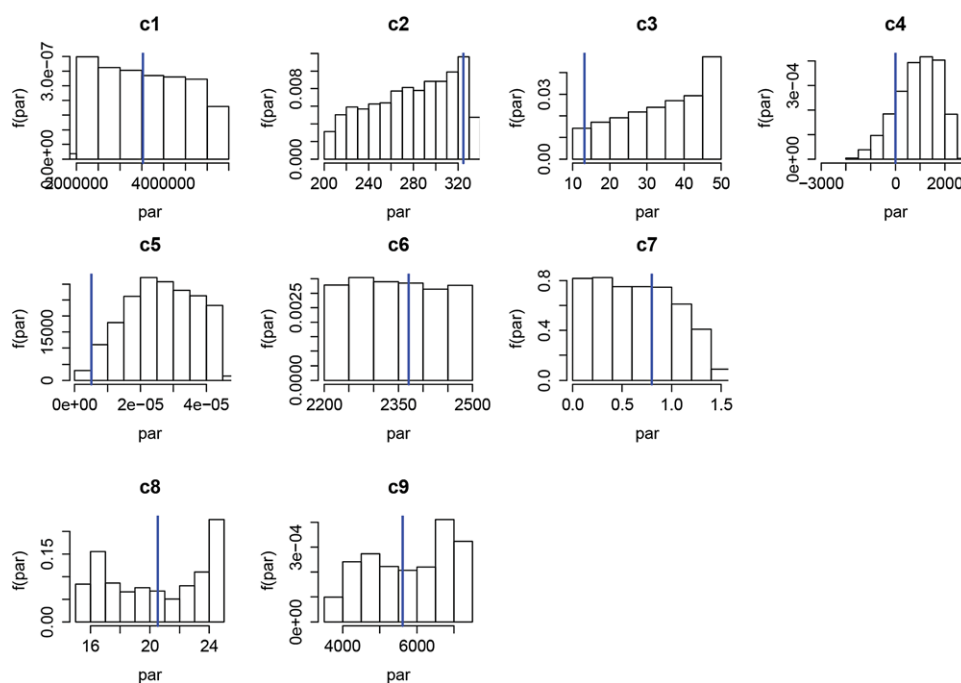 c1
f(par)
0.0e+00
3.0e-07
2000000
40000000
par
c2
f(par)
0.000
0.008
200
240
280
320
par
c3
f(par)
0.00
0.03
10
20
30
40
50
par
c4
f(par)
0e+00
3e-04
−3000
0
2000
par
c5
f(par)
0
15000
0e+00
2e-05
4e-05
par
c6
f(par)
0.0000
0.0025
2200
2350
2500
par
c7
f(par)
0.0
0.4
0.8
0.0
0.5
1.0
1.5
par
c8
f(par)
0.00
0.15
16
20
24
par
c9
f(par)
0e+00
3e-04
4000
6000
par